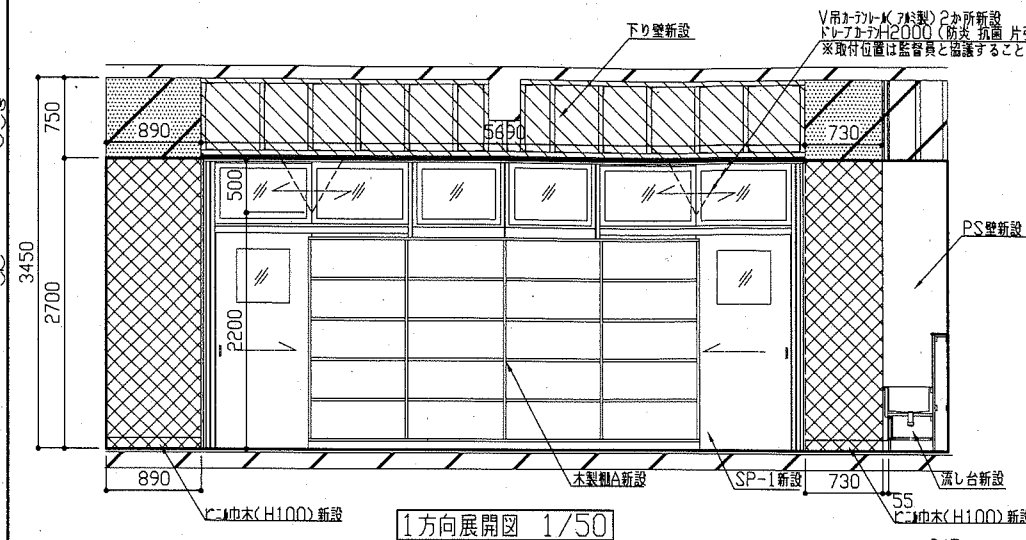 V吊カーテンレール(アルミ製)2か所新設
ドレープカーテンH2000(防炎 抗菌 片引
※取付位置は監督員と協議すること
下り壁新設
750
890
5690
730
500
3450
2700
2200
PS壁新設
890
木製棚A新設
SP-1新設
730
55
流し台新設
ビニル巾木(H100)新設
ビニル巾木(H100)新設
1方向展開図 1/50